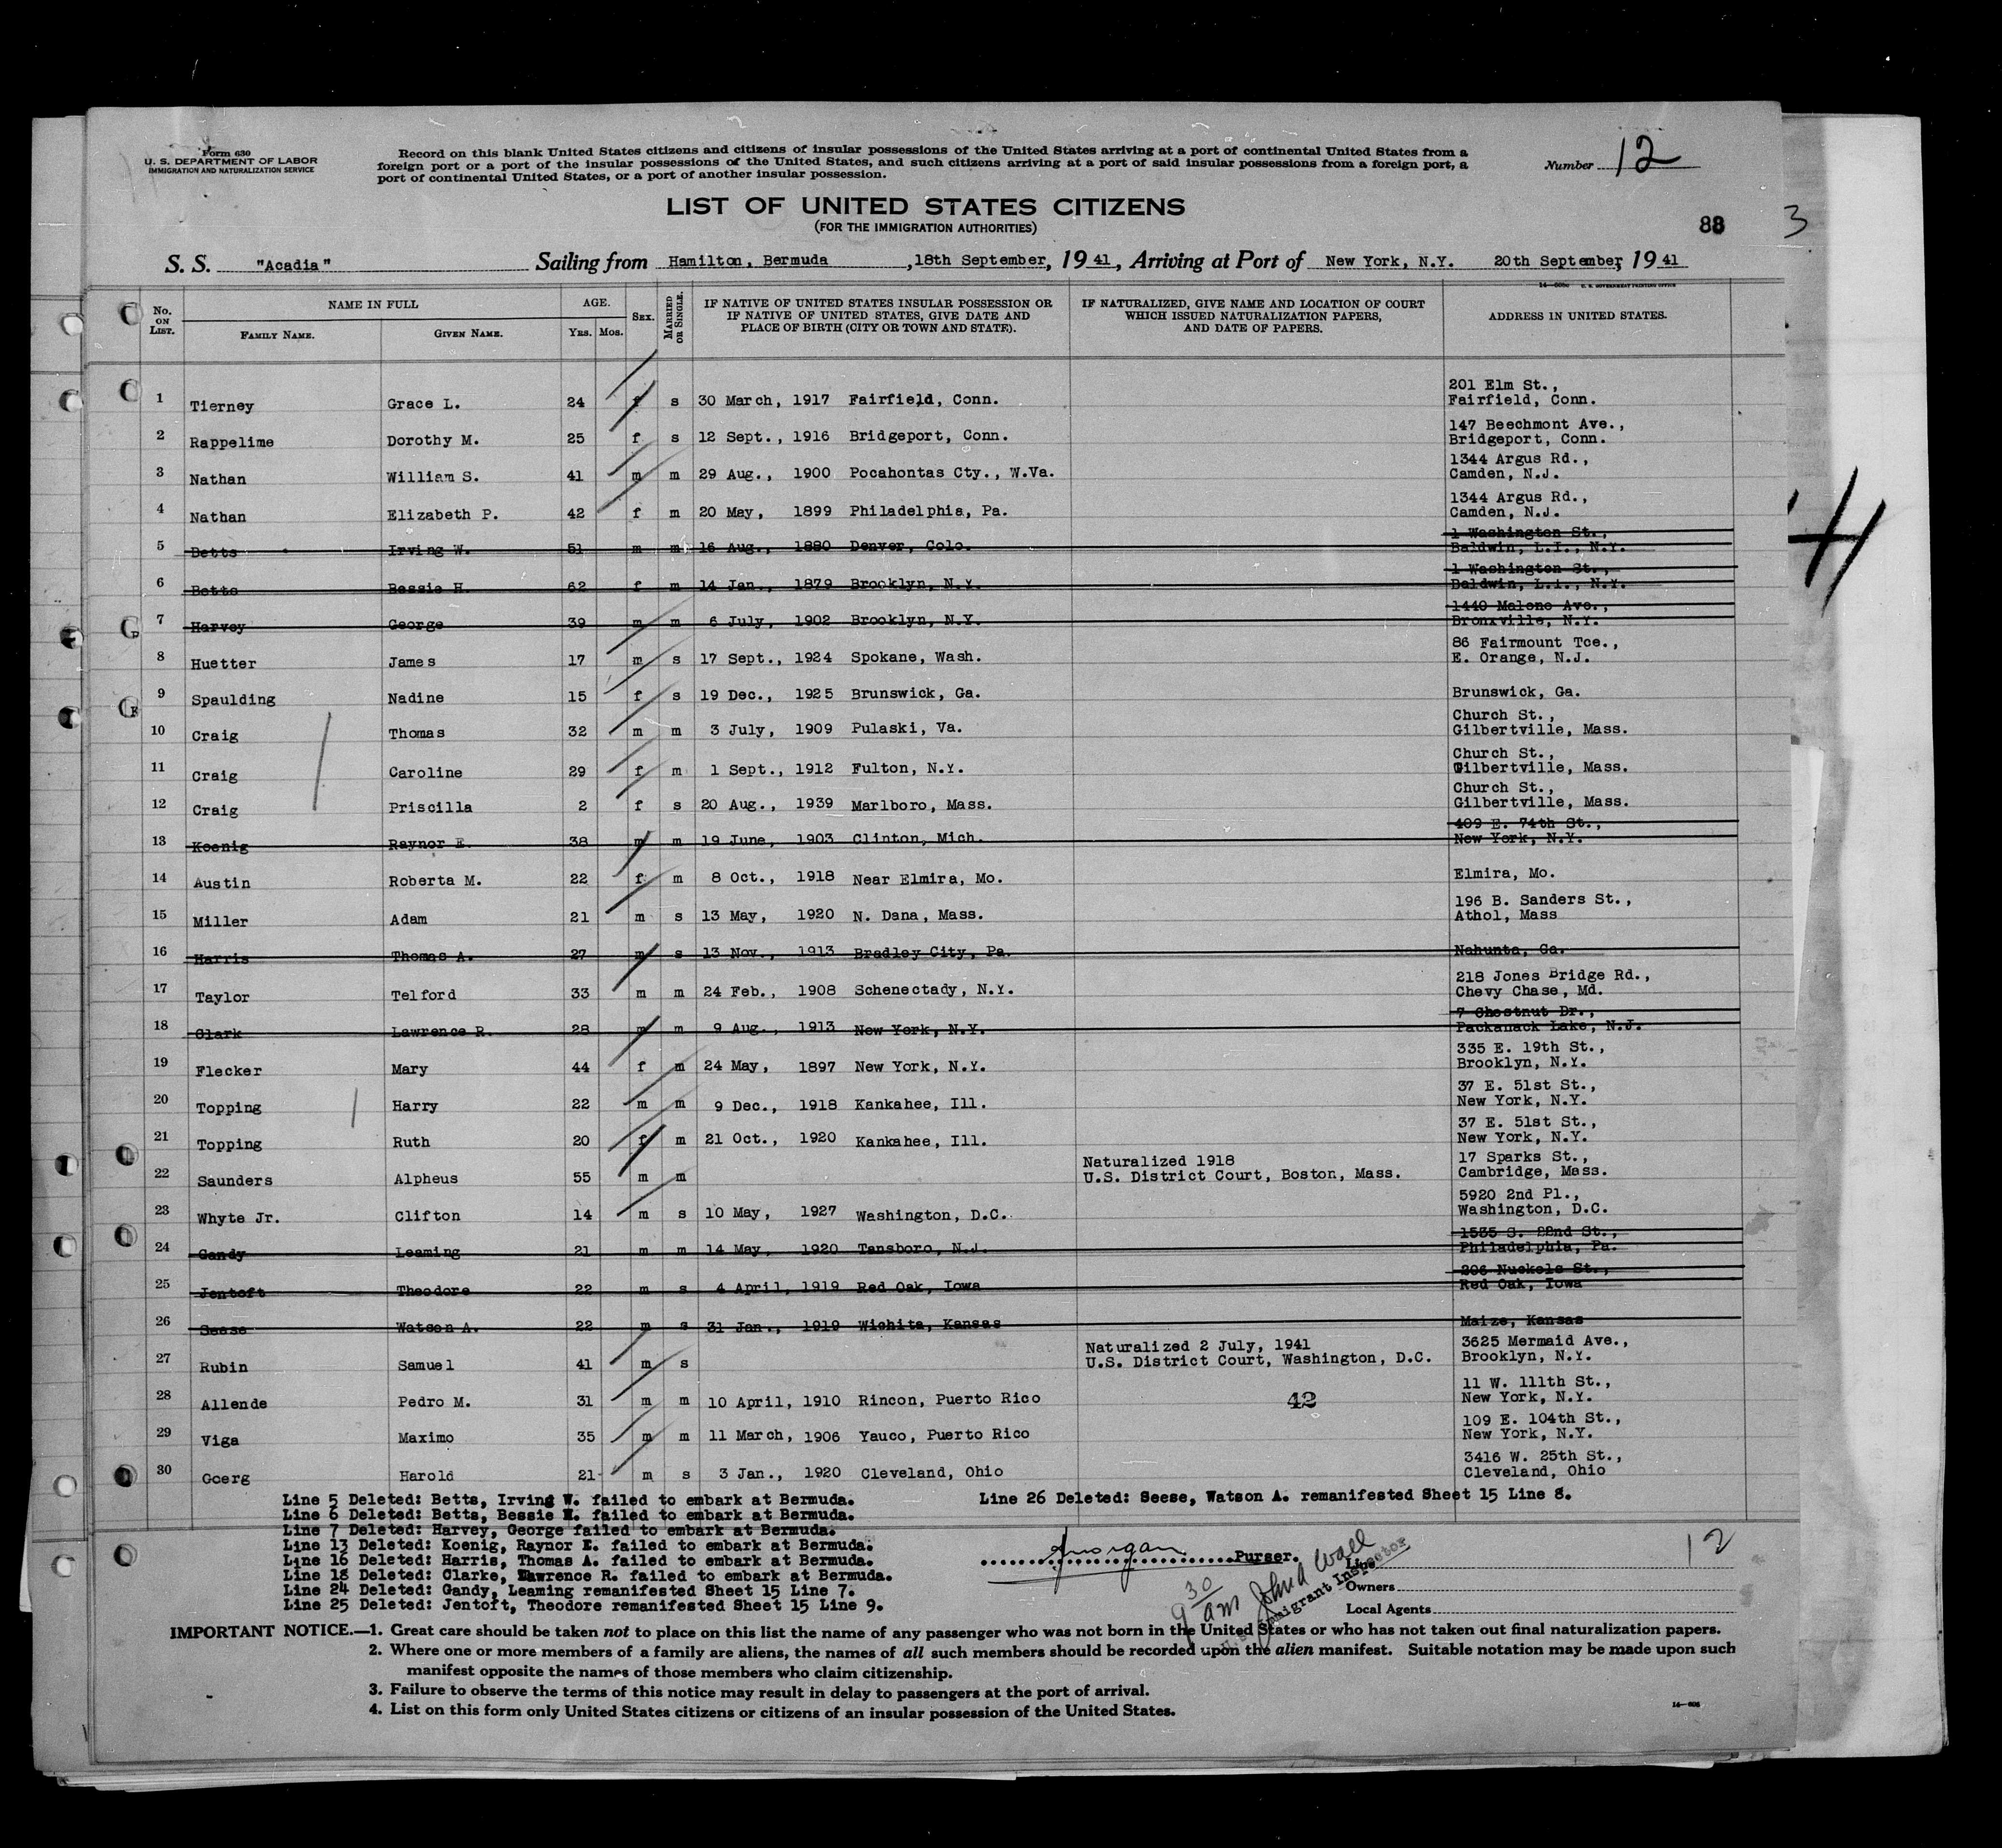 Form 630
U. S. DEPARTMENT OF LABOR
IMMIGRATION AND NATURALIZATION SERVICE
Record on this blank United States citizens and citizens of insular possessions of the United States arriving at a port of continental United States from a
foreign port or a port of the insular possessions of the United States, and such citizens arriving at a port of said insular possessions from a foreign port, a
port of continental United States, or a port of another insular possession.
Number 12
LIST OF UNITED STATES CITIZENS
(FOR THE IMMIGRATION AUTHORITIES)
88
3
S. S. "Acadia" Sailing from Hamilton, Bermuda , 18th September, 19 41, Arriving at Port of New York, N.Y. 20th September, 19 41
No. ON LIST. NAME IN FULL FAMILY NAME. GIVEN NAME. AGE. YRS. MOS. SEX. MARRIED OR SINGLE. IF NATIVE OF UNITED STATES INSULAR POSSESSION OR IF NATIVE OF UNITED STATES, GIVE DATE AND PLACE OF BIRTH (CITY OR TOWN AND STATE). IF NATURALIZED, GIVE NAME AND LOCATION OF COURT WHICH ISSUED NATURALIZATION PAPERS, AND DATE OF PAPERS. ADDRESS IN UNITED STATES.
1 Tierney Grace L. 24 f s 30 March, 1917 Fairfield, Conn. 201 Elm St., Fairfield, Conn.
2 Rappelime Dorothy M. 25 f s 12 Sept., 1916 Bridgeport, Conn. 147 Beechmont Ave., Bridgeport, Conn.
3 Nathan William S. 41 m m 29 Aug., 1900 Pocahontas Cty., W.Va. 1344 Argus Rd., Camden, N.J.
4 Nathan Elizabeth P. 42 f m 20 May, 1899 Philadelphia, Pa. 1344 Argus Rd., Camden, N.J.
5 Betts Irving W. 51 m m 16 Aug., 1880 Denver, Colo. 1 Washington St., Baldwin, L.I., N.Y.
6 Betts Bessie H. 62 f m 14 Jan., 1879 Brooklyn, N.Y. 1 Washington St., Baldwin, L.I., N.Y.
7 Harvey George 39 m m 6 July, 1902 Brooklyn, N.Y. 1440 Malone Ave., Bronxville, N.Y.
8 Huetter James 17 m s 17 Sept., 1924 Spokane, Wash. 86 Fairmount Tce., E. Orange, N.J.
9 Spaulding Nadine 15 f s 19 Dec., 1925 Brunswick, Ga. Brunswick, Ga.
10 Craig Thomas 32 m m 3 July, 1909 Pulaski, Va. Church St., Gilbertville, Mass.
11 Craig Caroline 29 f m 1 Sept., 1912 Fulton, N.Y. Church St., Gilbertville, Mass.
12 Craig Priscilla 2 f s 20 Aug., 1939 Marlboro, Mass. Church St., Gilbertville, Mass.
13 Koenig Raynor E. 38 m m 19 June, 1903 Clinton, Mich. 409 E. 74th St., New York, N.Y.
14 Austin Roberta M. 22 f m 8 Oct., 1918 Near Elmira, Mo. Elmira, Mo.
15 Miller Adam 21 m s 13 May, 1920 N. Dana, Mass. 196 B. Sanders St., Athol, Mass
16 Harris Thomas A. 27 m s 13 Nov., 1913 Bradley City, Pa. Nahunta, Ga.
17 Taylor Telford 33 m m 24 Feb., 1908 Schenectady, N.Y. 218 Jones Bridge Rd., Chevy Chase, Md.
18 Clark Lawrence R. 28 m m 9 Aug., 1913 New York, N.Y. 7 Chestnut Dr., Packanack Lake, N.J.
19 Flecker Mary 44 f m 24 May, 1897 New York, N.Y. 335 E. 19th St., Brooklyn, N.Y.
20 Topping Harry 22 m m 9 Dec., 1918 Kankahee, Ill. 37 E. 51st St., New York, N.Y.
21 Topping Ruth 20 f m 21 Oct., 1920 Kankahee, Ill. 37 E. 51st St., New York, N.Y.
22 Saunders Alpheus 55 m m Naturalized 1918 U.S. District Court, Boston, Mass. 17 Sparks St., Cambridge, Mass.
23 Whyte Jr. Clifton 14 m s 10 May, 1927 Washington, D.C. 5920 2nd Pl., Washington, D.C.
24 Gandy Leaming 21 m m 14 May, 1920 Tansboro, N.J. 1535 S. 22nd St., Philadelphia, Pa.
25 Jentoft Theodore 22 m s 4 April, 1919 Red Oak, Iowa 206 Nuckols St., Red Oak, Iowa
26 Seese Watson A. 22 m s 31 Jan., 1919 Wichita, Kansas Maize, Kansas
27 Rubin Samuel 41 m s Naturalized 2 July, 1941 U.S. District Court, Washington, D.C. 3625 Mermaid Ave., Brooklyn, N.Y.
28 Allende Pedro M. 31 m m 10 April, 1910 Rincon, Puerto Rico 42 11 W. 111th St., New York, N.Y.
29 Viga Maximo 35 m m 11 March, 1906 Yauco, Puerto Rico 109 E. 104th St., New York, N.Y.
30 Goerg Harold 21 m s 3 Jan., 1920 Cleveland, Ohio 3416 W. 25th St., Cleveland, Ohio
Line 5 Deleted: Betts, Irving W. failed to embark at Bermuda. Line 26 Deleted: Seese, Watson A. remanifested Sheet 15 Line 8.
Line 6 Deleted: Betts, Bessie H. failed to embark at Bermuda.
Line 7 Deleted: Harvey, George failed to embark at Bermuda.
Line 13 Deleted: Koenig, Raynor E. failed to embark at Bermuda.
Line 16 Deleted: Harris, Thomas A. failed to embark at Bermuda.
Line 18 Deleted: Clarke, Lawrence R. failed to embark at Bermuda.
Line 24 Deleted: Gandy, Leaming remanifested Sheet 15 Line 7.
Line 25 Deleted: Jentoft, Theodore remanifested Sheet 15 Line 9.
Purser.
12
9 30 am
U.S. Immigrant Inspector
Line
Owners
Local Agents
IMPORTANT NOTICE.—1. Great care should be taken not to place on this list the name of any passenger who was not born in the United States or who has not taken out final naturalization papers.
2. Where one or more members of a family are aliens, the names of all such members should be recorded upon the alien manifest. Suitable notation may be made upon such
manifest opposite the names of those members who claim citizenship.
3. Failure to observe the terms of this notice may result in delay to passengers at the port of arrival.
4. List on this form only United States citizens or citizens of an insular possession of the United States.